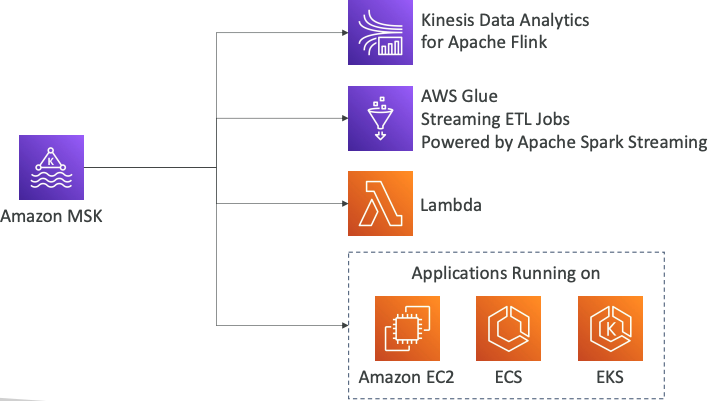 Kinesis Data Analytics
for Apache Flink
AWS Glue
Streaming ETL Jobs
Powered by Apache Spark Streaming
K
Amazon MSK
Lambda
Applications Running on
K
Amazon EC2
ECS
EKS